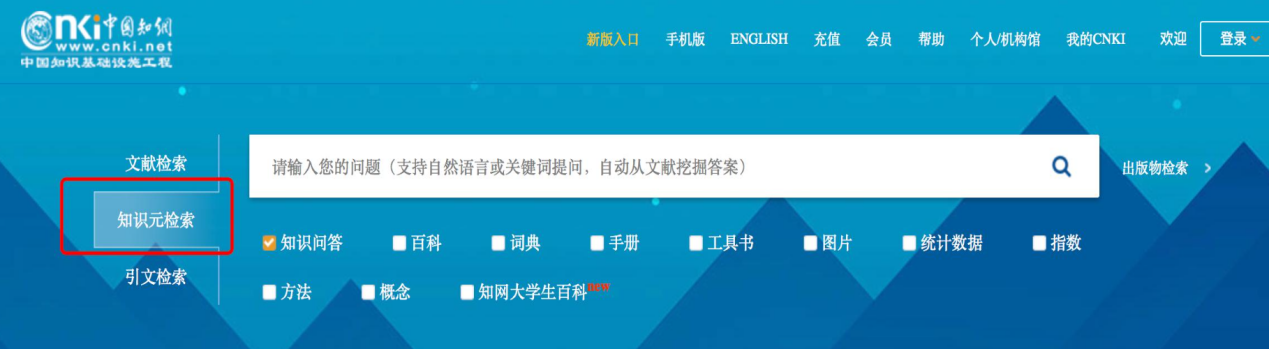 cnki中国知网
www.cnki.net
中国知识基础设施工程
新版入口 手机版 ENGLISH 充值 会员 帮助 个人/机构馆 我的CNKI 欢迎 登录
文献检索
请输入您的问题（支持自然语言或关键词提问，自动从文献挖掘答案）
出版物检索
知识元检索
知识问答 百科 词典 手册 工具书 图片 统计数据 指数
引文检索
方法 概念 知网大学生百科 NEW